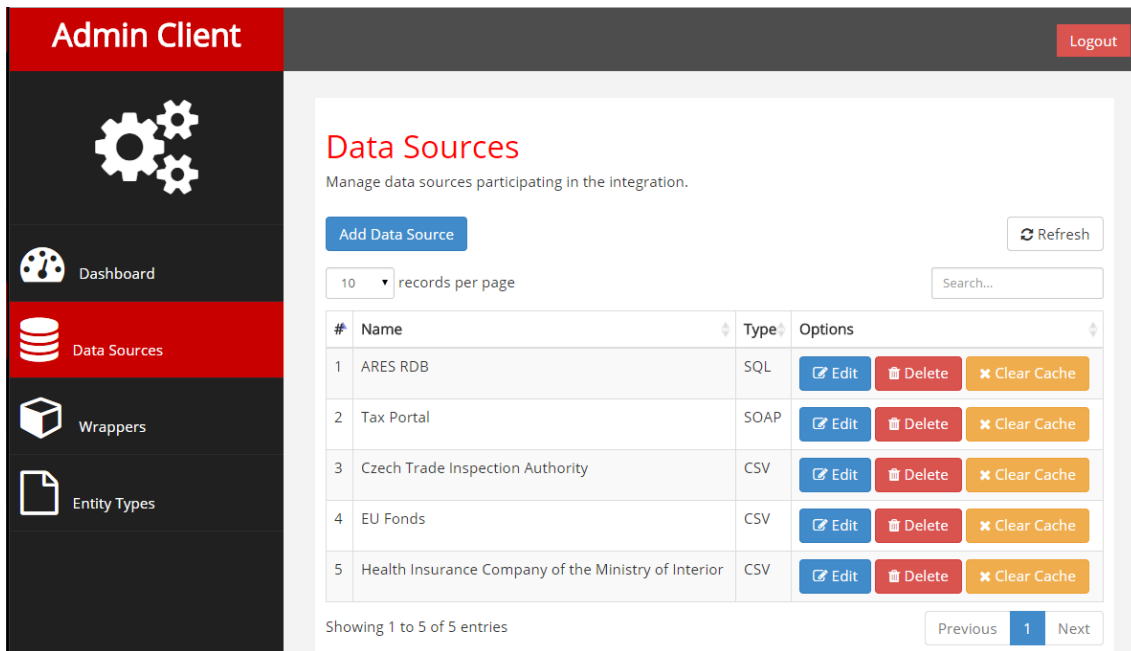 Admin Client
Logout
Data Sources
Manage data sources participating in the integration.
Add Data Source
Refresh
Dashboard
10 records per page
Search...
# Name Type Options
Data Sources
1 ARES RDB SQL Edit Delete Clear Cache
2 Tax Portal SOAP Edit Delete Clear Cache
Wrappers
3 Czech Trade Inspection Authority CSV Edit Delete Clear Cache
Entity Types
4 EU Fonds CSV Edit Delete Clear Cache
5 Health Insurance Company of the Ministry of Interior CSV Edit Delete Clear Cache
Showing 1 to 5 of 5 entries
Previous 1 Next